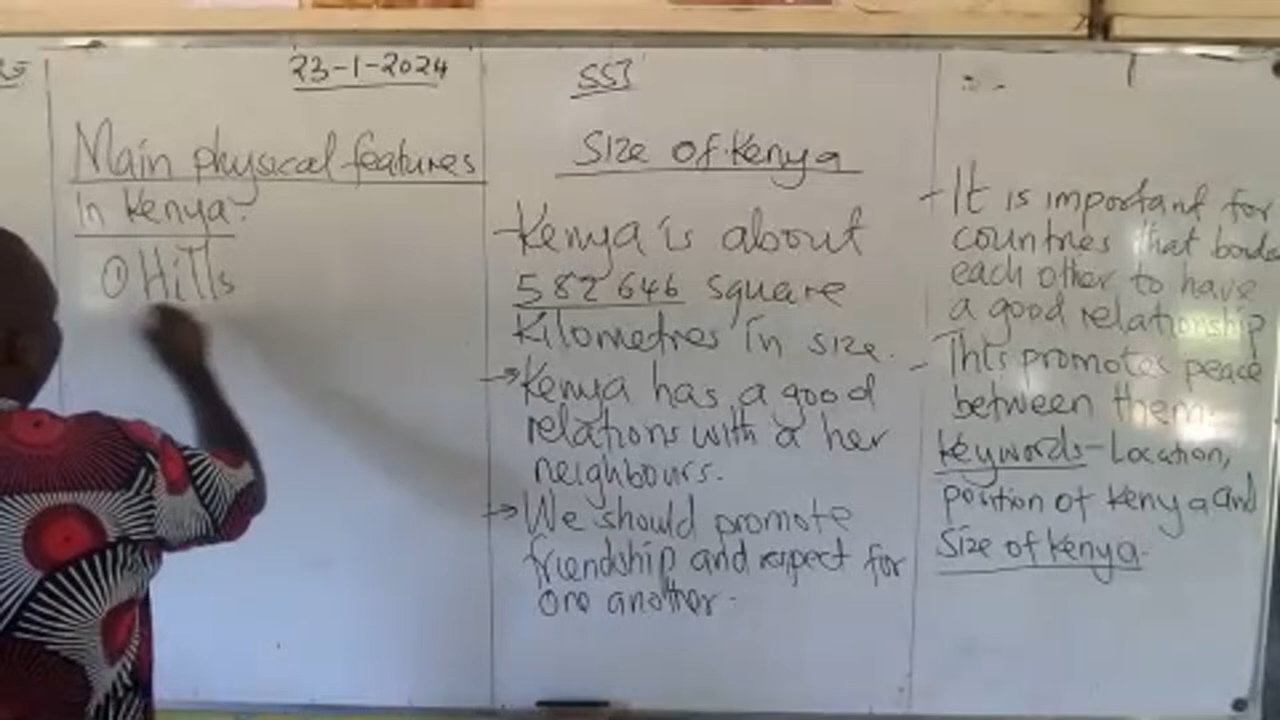 23-1-2024
Main physical features
in Kenya.
① Hills
SST
Size of Kenya
-Kenya is about
582 646 square
Kilometres in size.
→Kenya has a good
relations with a her
neighbours.
→We should promote
friendship and respect for
one another.
-It is important for
countries that borde
each other to have
a good relationship
- This promotes peace
between them.
Keywords-Location,
position of Kenya and
Size of Kenya.